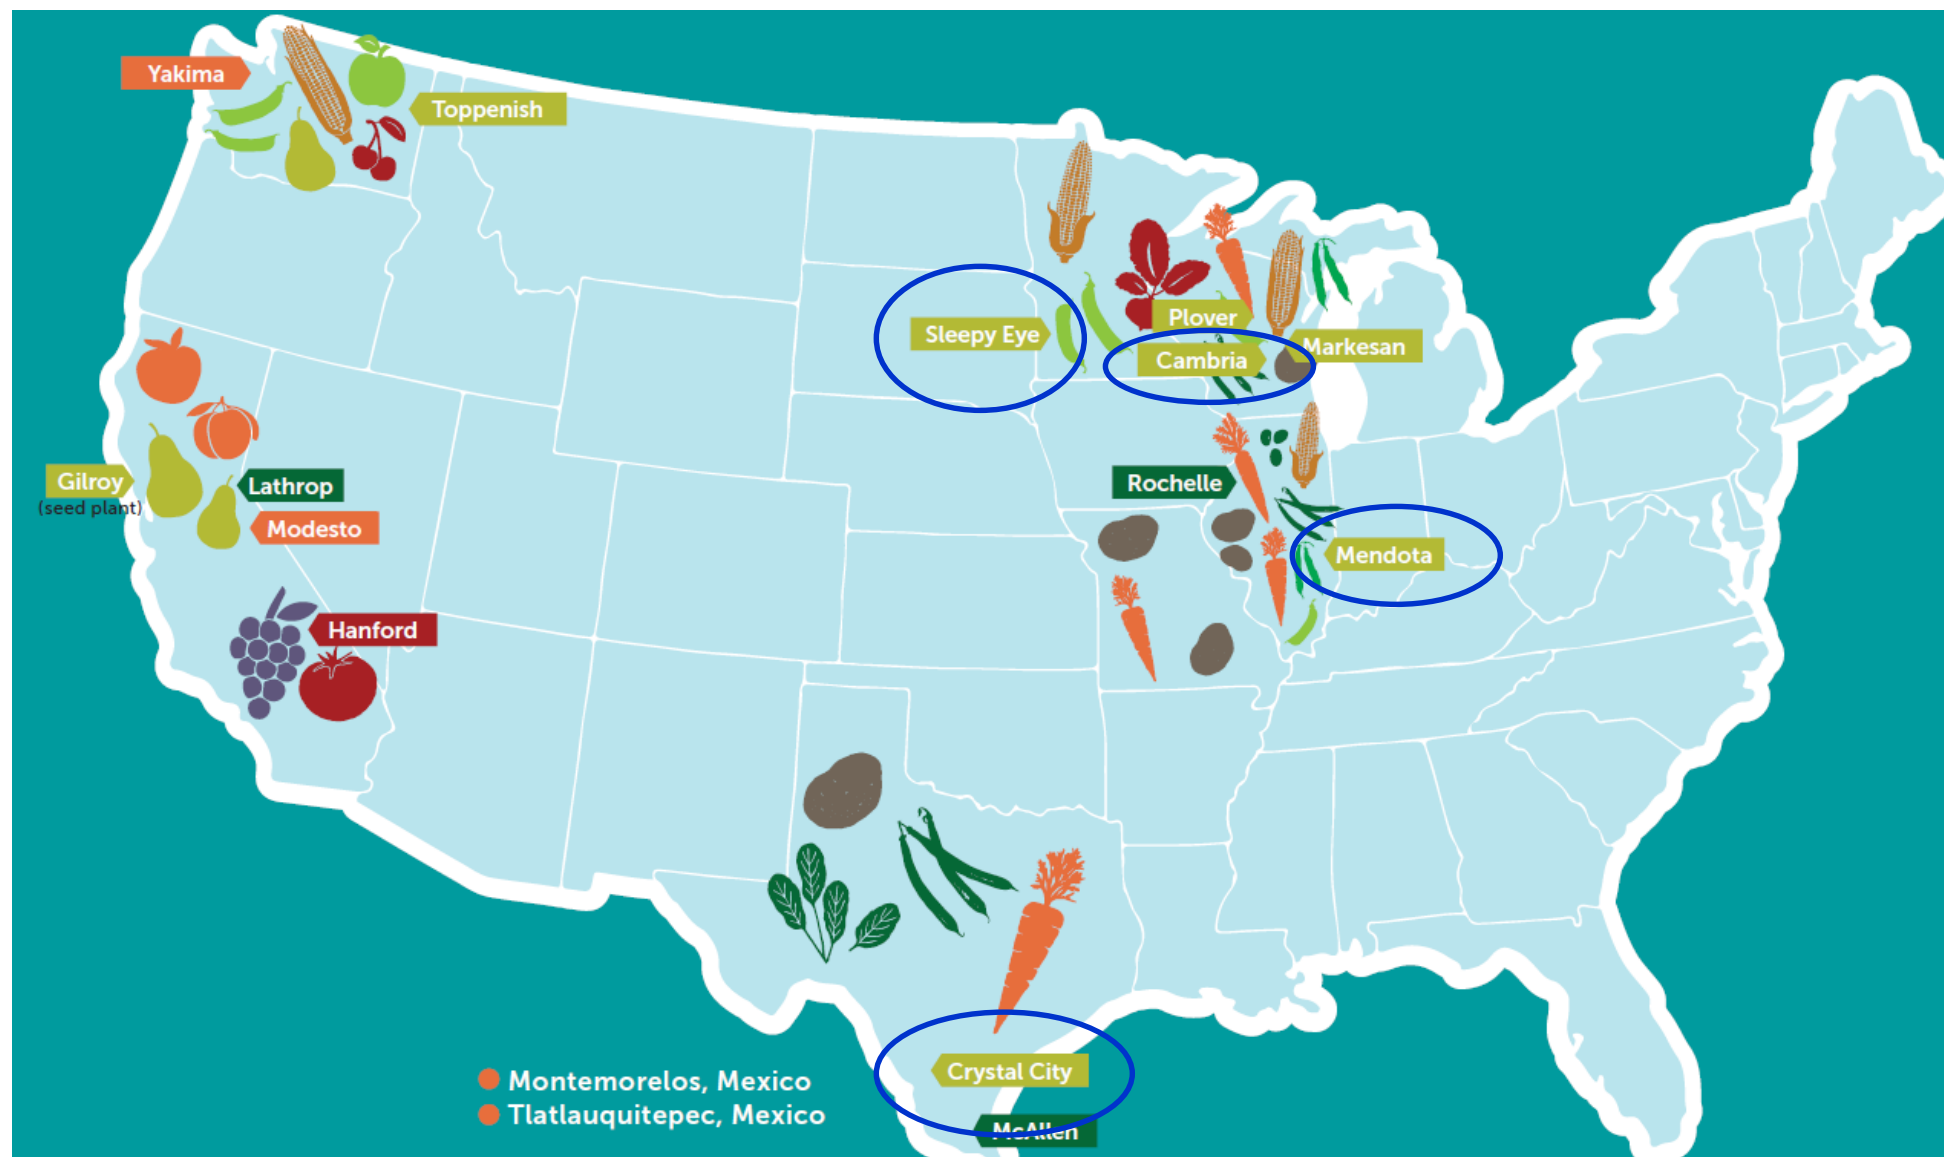 Yakima
Toppenish
Plover
Sleepy Eye
Markesan
Cambria
Gilroy
(seed plant)
Lathrop
Rochelle
Modesto
Mendota
Hanford
Crystal City
Montemorelos, Mexico
Tlatlauquitepec, Mexico
McAllen